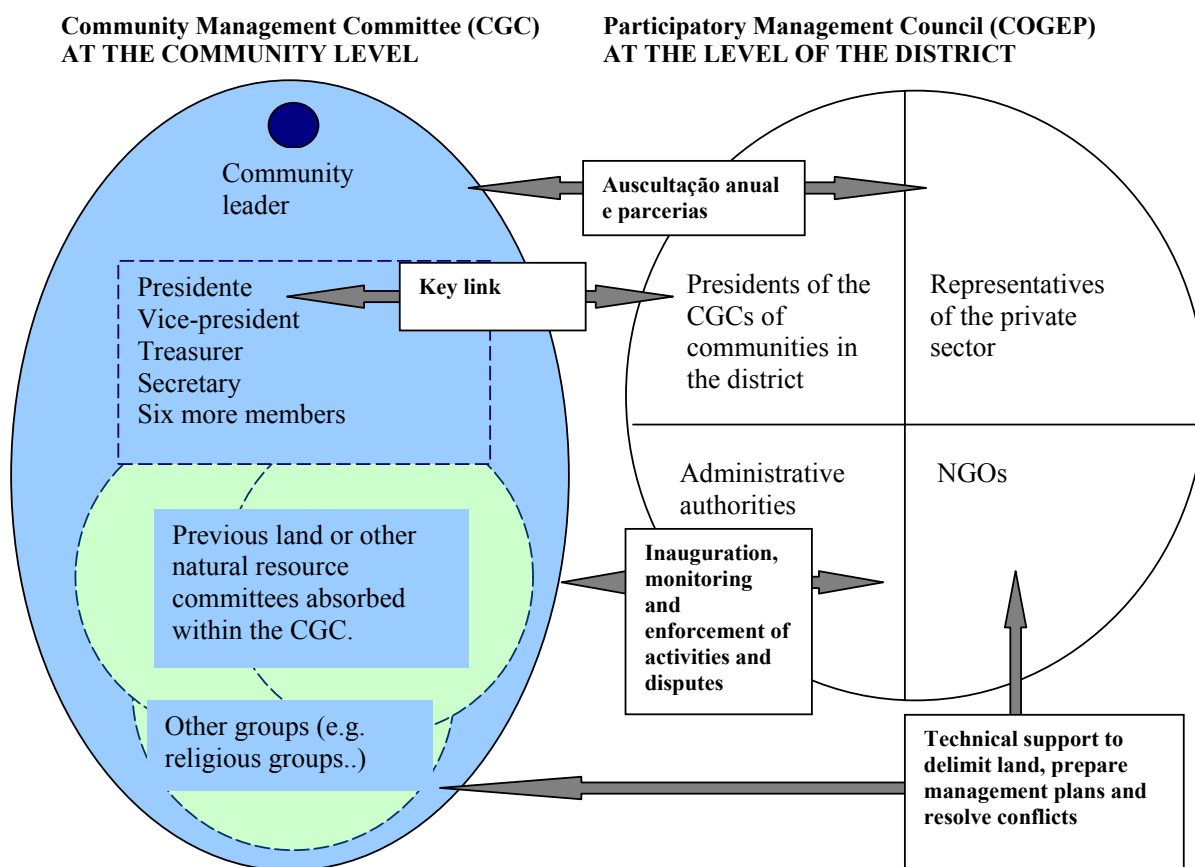 Community Management Committee (CGC)
AT THE COMMUNITY LEVEL
Participatory Management Council (COGEP)
AT THE LEVEL OF THE DISTRICT
Community
leader
Auscultação anual
e parcerias
Presidente
Vice-president
Treasurer
Secretary
Six more members
Key link
Presidents of the
CGCs of
communities in
the district
Representatives
of the private
sector
Administrative
authorities
NGOs
Previous land or other
natural resource
committees absorbed
within the CGC.
Inauguration,
monitoring
and
enforcement of
activities and
disputes
Other groups (e.g.
religious groups..)
Technical support to
delimit land, prepare
management plans and
resolve conflicts